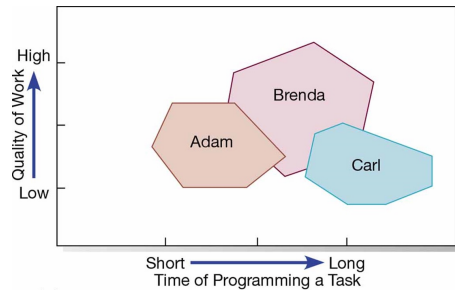 High
Quality of Work
Low
Brenda
Adam
Carl
Short Long
Time of Programming a Task